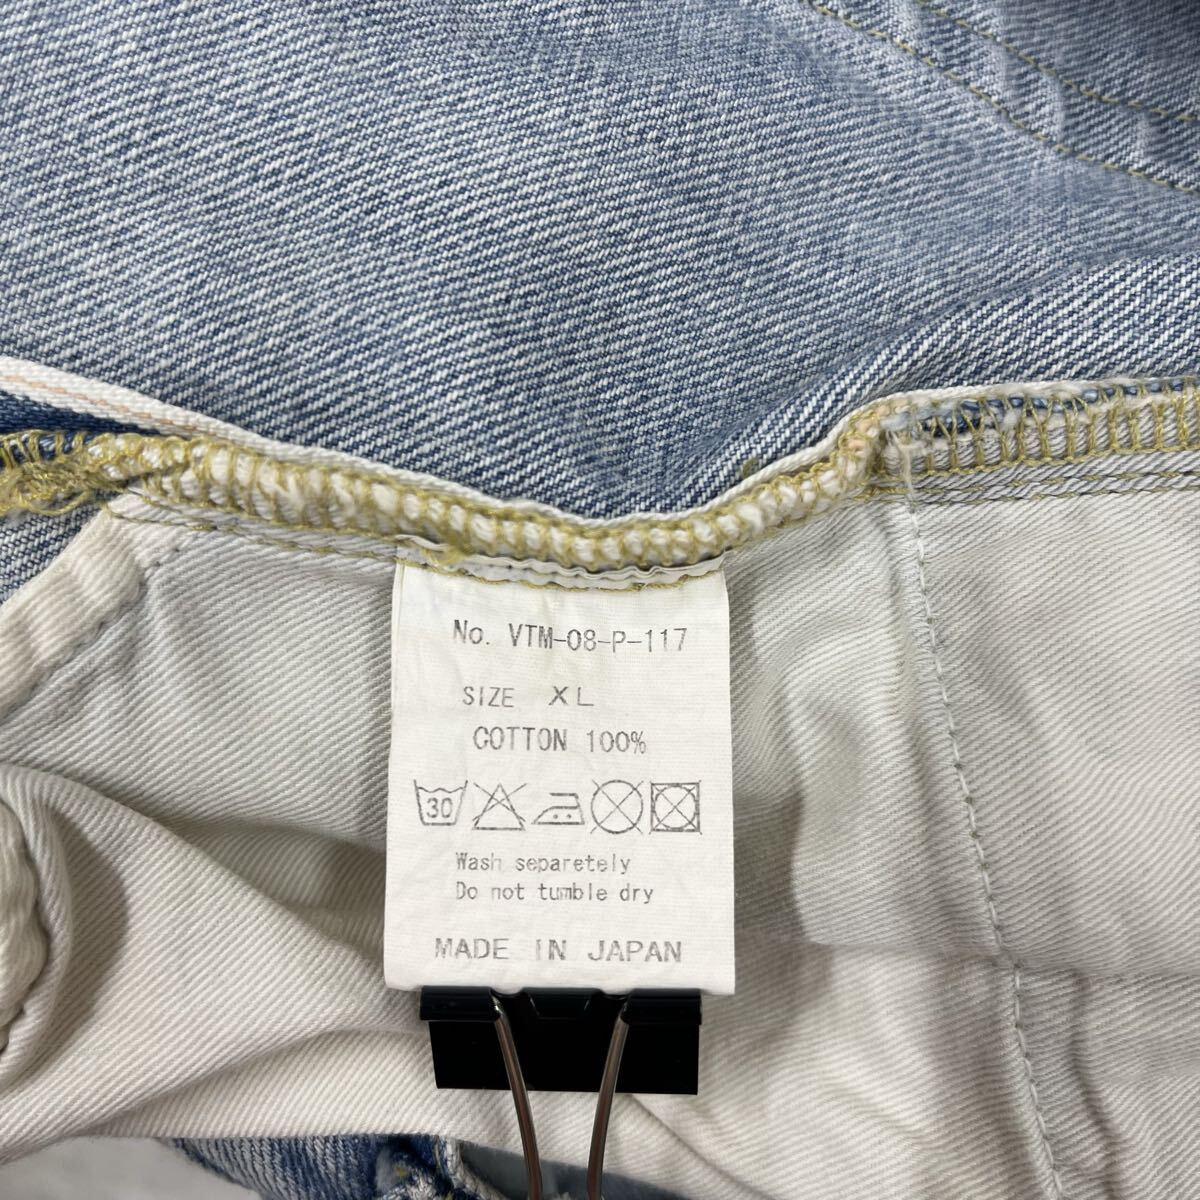 No. VTM-08-P-117
SIZE XL
COTTON 100%
30
Wash separetely
Do not tumble dry
MADE IN JAPAN